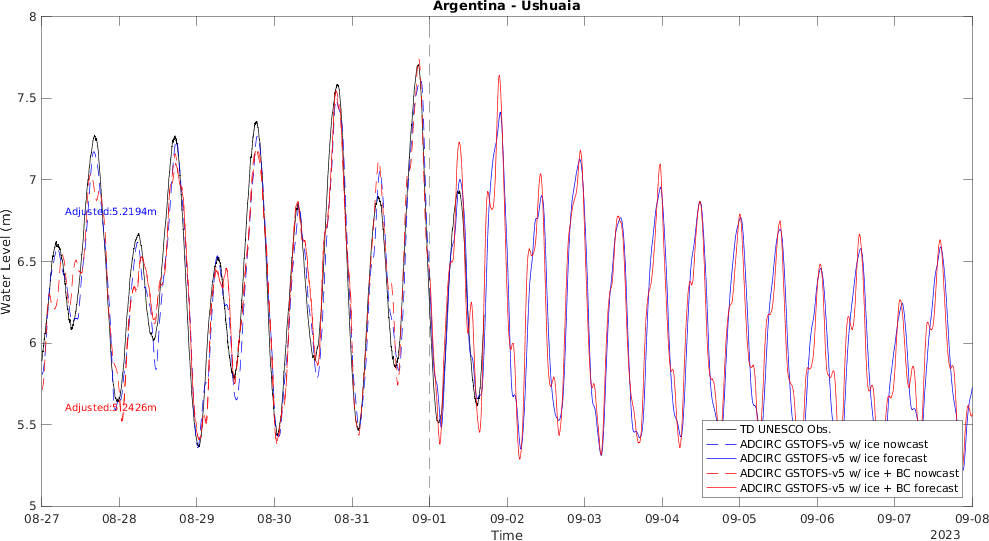 Argentina - Ushuaia
8
7.5
7
6.5
6
5.5
5
Water Level (m)
Adjusted:5.2194m
Adjusted:5.2426m
TD UNESCO Obs.
ADCIRC GSTOFS-v5 w/ ice nowcast
ADCIRC GSTOFS-v5 w/ ice forecast
ADCIRC GSTOFS-v5 w/ ice + BC nowcast
ADCIRC GSTOFS-v5 w/ ice + BC forecast
08-27 08-28 08-29 08-30 08-31 09-01 09-02 09-03 09-04 09-05 09-06 09-07 09-08
Time
2023